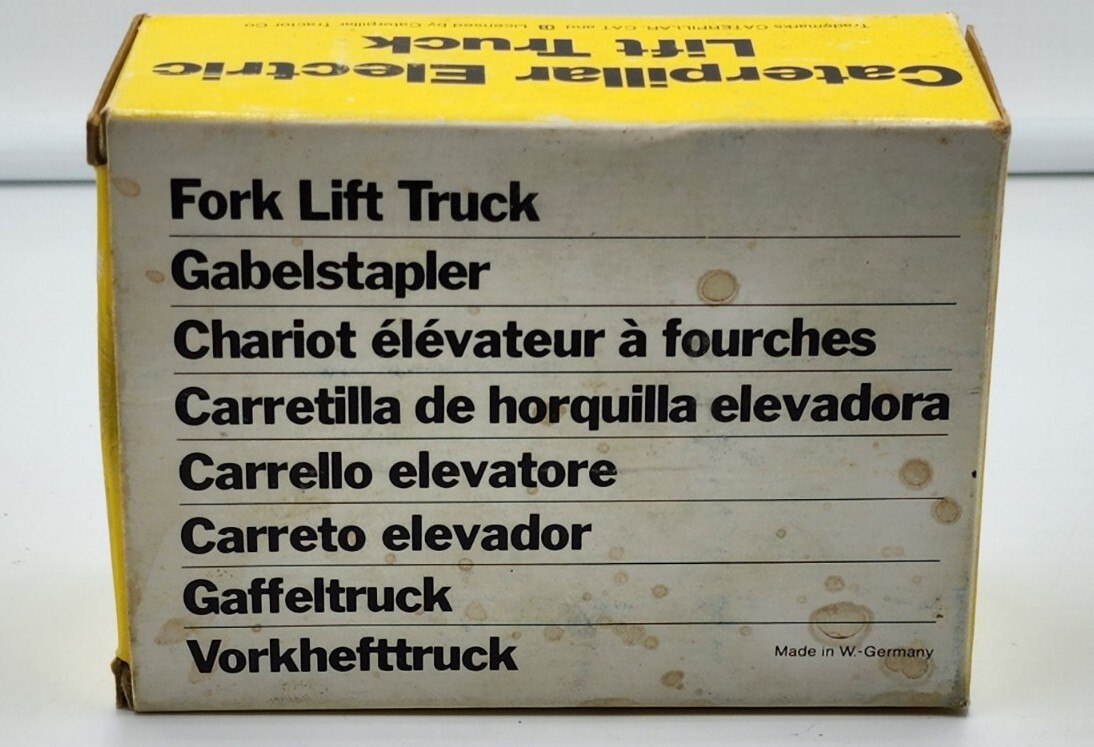 Caterpillar Electric
Lift Truck
Trademarks CATERPILLAR, CAT and Licensed by Caterpillar Tractor Co
Fork Lift Truck
Gabelstapler
Chariot élévateur à fourches
Carretilla de horquilla elevadora
Carrello elevatore
Carreto elevador
Gaffeltruck
Vorkhefttruck
Made in W.-Germany